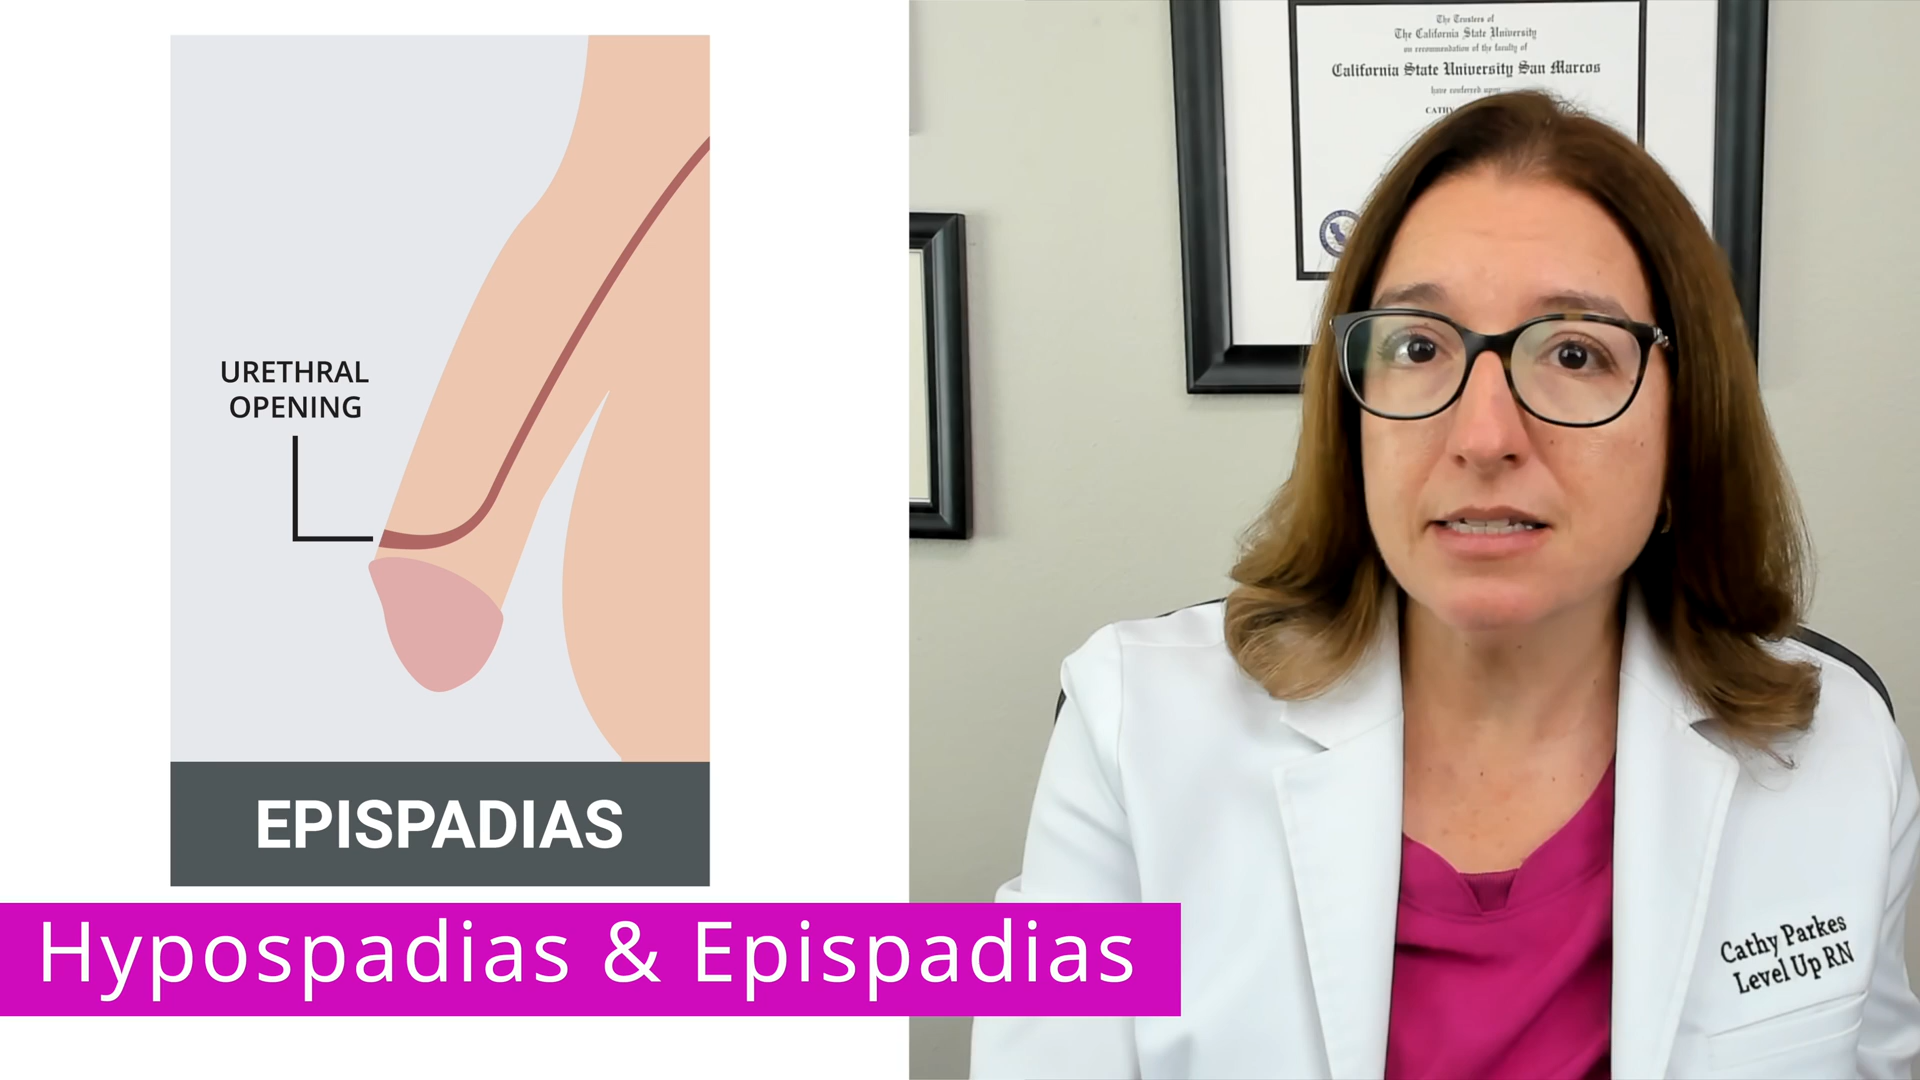 URETHRAL
OPENING
EPISPADIAS
Hypospadias & Epispadias
The Trustees of
The California State University
on recommendation of the faculty of
California State University San Marcos
have conferred upon
CATHY
Cathy Parkes
Level Up RN